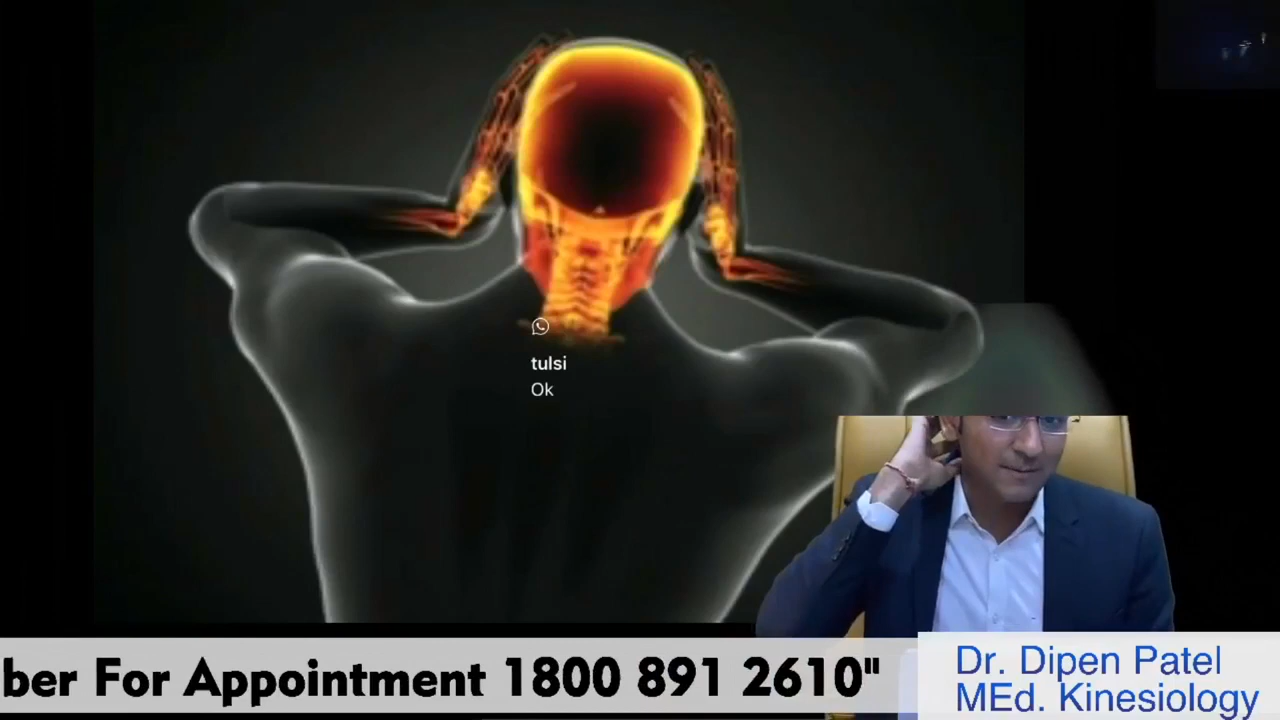 tulsi
Ok
ber For Appointment 1800 891 2610"
Dr. Dipen Patel
MEd. Kinesiology